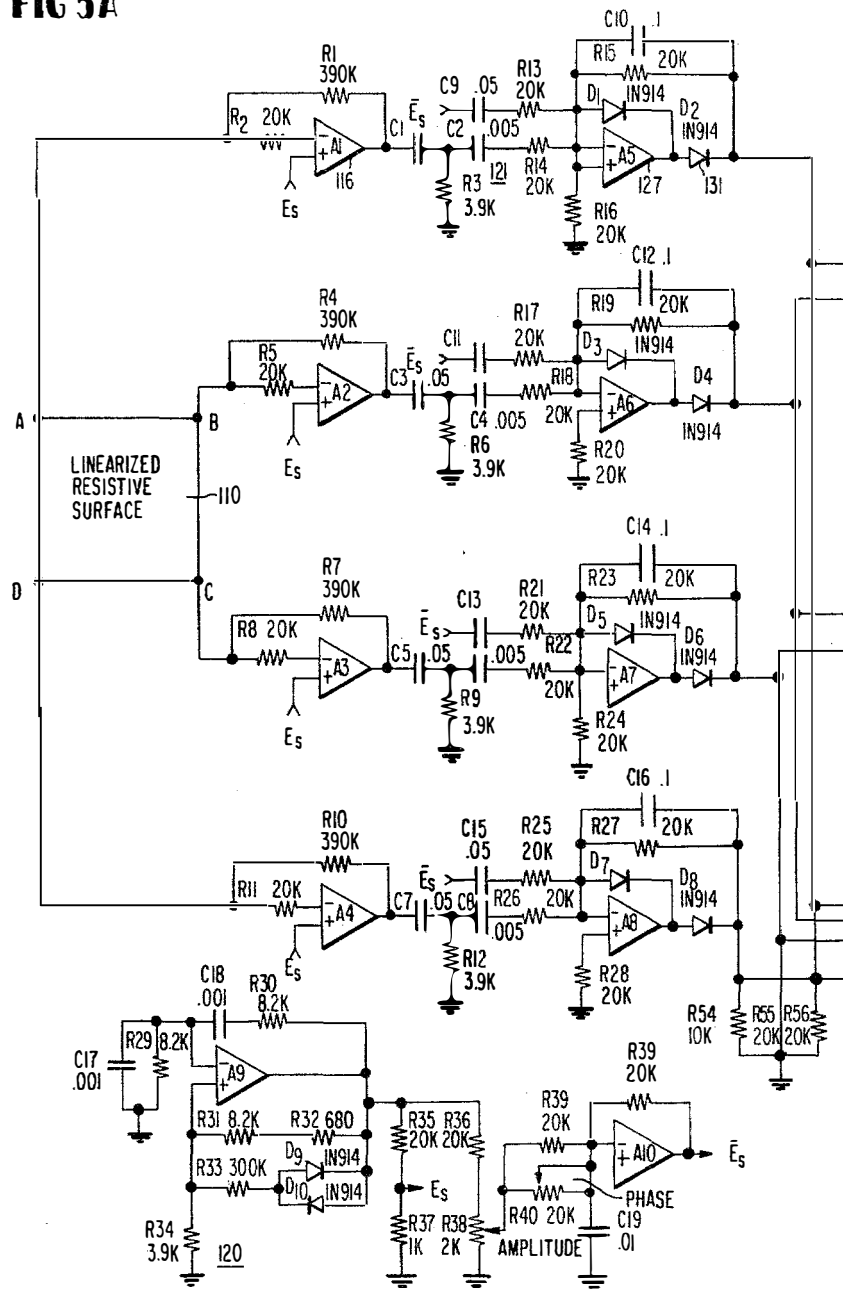 FIG 5A
C10 .1
R1
390K
R15
20K
C9
.05
R13
20K
D1
IN914
D2
IN914
R2 20K
C1
Ēs
C2
.005
A1
116
R14
20K
A5
127
131
Es
R3
3.9K
121
R16
20K
C12 .1
R4
390K
R19
20K
R17
20K
C11
IN914
D3
D4
R5
20K
Ēs
C3 .05
R18
A2
C4 .005
20K
A6
IN914
A
B
R6
3.9K
R20
20K
Es
LINEARIZED
RESISTIVE
SURFACE
110
C14 .1
R7
390K
R23
20K
D
C
C13
R21
20K
D5
IN914
D6
IN914
R8 20K
Ēs
R22
C5 .05
.005
A3
20K
A7
R9
3.9K
R24
20K
Es
C16 .1
R10
390K
C15
.05
R25
20K
R27
20K
Ēs
D7
D8
IN914
R11
20K
C7 .05
C8
R26
20K
.005
A4
A8
Es
R12
3.9K
R28
20K
C18
.001
R30
8.2K
R54
10K
R55
20K
R56
20K
R29
8.2K
C17
.001
A9
R39
20K
R31
8.2K
R32 680
R35
20K
R36
20K
R39
20K
D9
IN914
R33 300K
A10
Ēs
D10
IN914
Es
PHASE
R40 20K
R34
3.9K
120
R37
1K
R38
2K
AMPLITUDE
C19
.01